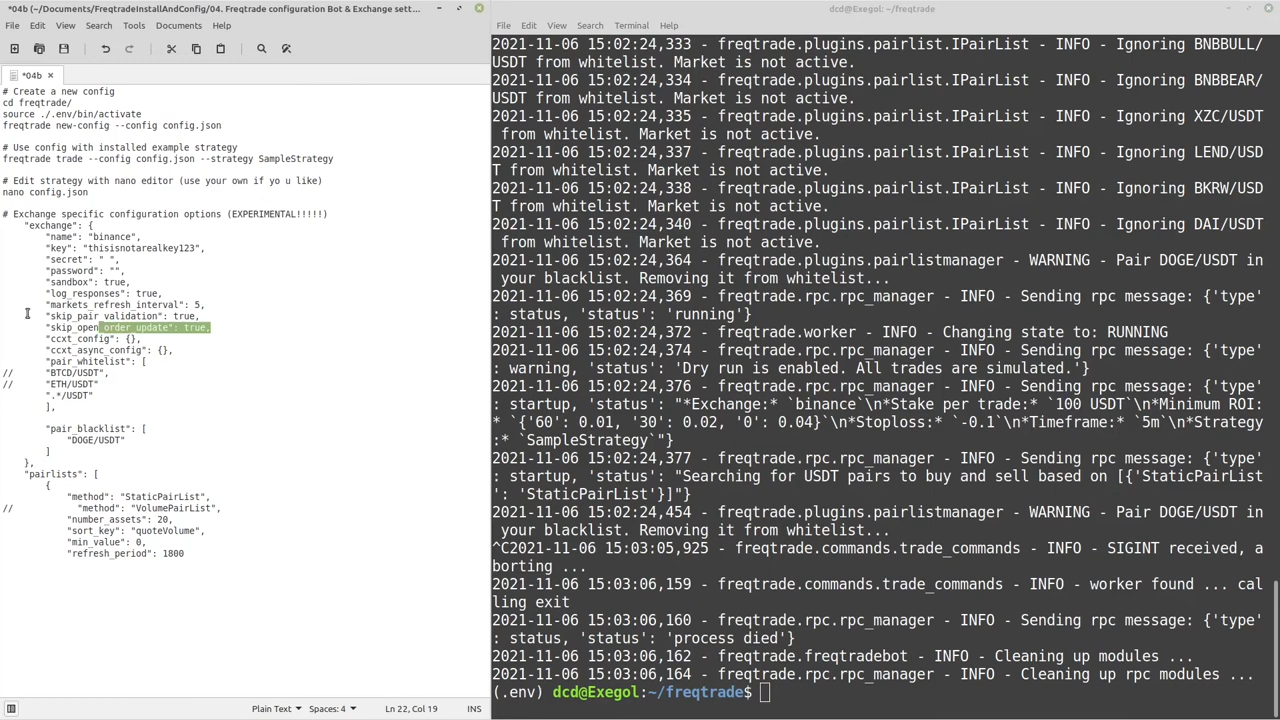 *04b (~/Documents/FreqtradeInstallAndConfig/04. Freqtrade configuration Bot & Exchange sett...
File Edit View Search Tools Documents Help
*04b
# Create a new config
cd freqtrade/
source ./.env/bin/activate
freqtrade new-config --config config.json
# Use config with installed example strategy
freqtrade trade --config config.json --strategy SampleStrategy
# Edit strategy with nano editor (use your own if yo u like)
nano config.json
# Exchange specific configuration options (EXPERIMENTAL!!!!!)
"exchange": {
"name": "binance",
"key": "thisisnotarealkey123",
"secret": " ",
"password": "",
"sandbox": true,
"log_responses": true,
"markets_refresh_interval": 5,
"skip_pair_validation": true,
"skip_open_order_update": true,
"ccxt_config": {},
"ccxt_async_config": {},
"pair_whitelist": [
// "BTCD/USDT",
// "ETH/USDT"
".*/USDT"
],
"pair_blacklist": [
"DOGE/USDT"
]
},
"pairlists": [
{
"method": "StaticPairList",
// "method": "VolumePairList",
"number_assets": 20,
"sort_key": "quoteVolume",
"min_value": 0,
"refresh_period": 1800
Plain Text Spaces: 4 Ln 22, Col 19 INS
dcd@Exegol: ~/freqtrade
File Edit View Search Terminal Help
2021-11-06 15:02:24,333 - freqtrade.plugins.pairlist.IPairList - INFO - Ignoring BNBBULL/
USDT from whitelist. Market is not active.
2021-11-06 15:02:24,334 - freqtrade.plugins.pairlist.IPairList - INFO - Ignoring BNBBEAR/
USDT from whitelist. Market is not active.
2021-11-06 15:02:24,335 - freqtrade.plugins.pairlist.IPairList - INFO - Ignoring XZC/USDT
from whitelist. Market is not active.
2021-11-06 15:02:24,337 - freqtrade.plugins.pairlist.IPairList - INFO - Ignoring LEND/USD
T from whitelist. Market is not active.
2021-11-06 15:02:24,338 - freqtrade.plugins.pairlist.IPairList - INFO - Ignoring BKRW/USD
T from whitelist. Market is not active.
2021-11-06 15:02:24,340 - freqtrade.plugins.pairlist.IPairList - INFO - Ignoring DAI/USDT
from whitelist. Market is not active.
2021-11-06 15:02:24,364 - freqtrade.plugins.pairlistmanager - WARNING - Pair DOGE/USDT in
your blacklist. Removing it from whitelist...
2021-11-06 15:02:24,369 - freqtrade.rpc.rpc_manager - INFO - Sending rpc message: {'type'
: status, 'status': 'running'}
2021-11-06 15:02:24,372 - freqtrade.worker - INFO - Changing state to: RUNNING
2021-11-06 15:02:24,374 - freqtrade.rpc.rpc_manager - INFO - Sending rpc message: {'type'
: warning, 'status': 'Dry run is enabled. All trades are simulated.'}
2021-11-06 15:02:24,376 - freqtrade.rpc.rpc_manager - INFO - Sending rpc message: {'type'
: startup, 'status': "*Exchange:* `binance`\n*Stake per trade:* `100 USDT`\n*Minimum ROI:
* `{'60': 0.01, '30': 0.02, '0': 0.04}`\n*Stoploss:* `-0.1`\n*Timeframe:* `5m`\n*Strategy
:* `SampleStrategy`"}
2021-11-06 15:02:24,377 - freqtrade.rpc.rpc_manager - INFO - Sending rpc message: {'type'
: startup, 'status': "Searching for USDT pairs to buy and sell based on [{'StaticPairList
': 'StaticPairList'}]"}
2021-11-06 15:02:24,454 - freqtrade.plugins.pairlistmanager - WARNING - Pair DOGE/USDT in
your blacklist. Removing it from whitelist...
^C2021-11-06 15:03:05,925 - freqtrade.commands.trade_commands - INFO - SIGINT received, a
borting ...
2021-11-06 15:03:06,159 - freqtrade.commands.trade_commands - INFO - worker found ... cal
ling exit
2021-11-06 15:03:06,160 - freqtrade.rpc.rpc_manager - INFO - Sending rpc message: {'type'
: status, 'status': 'process died'}
2021-11-06 15:03:06,162 - freqtrade.freqtradebot - INFO - Cleaning up modules ...
2021-11-06 15:03:06,164 - freqtrade.rpc.rpc_manager - INFO - Cleaning up rpc modules ...
(.env) dcd@Exegol:~/freqtrade$